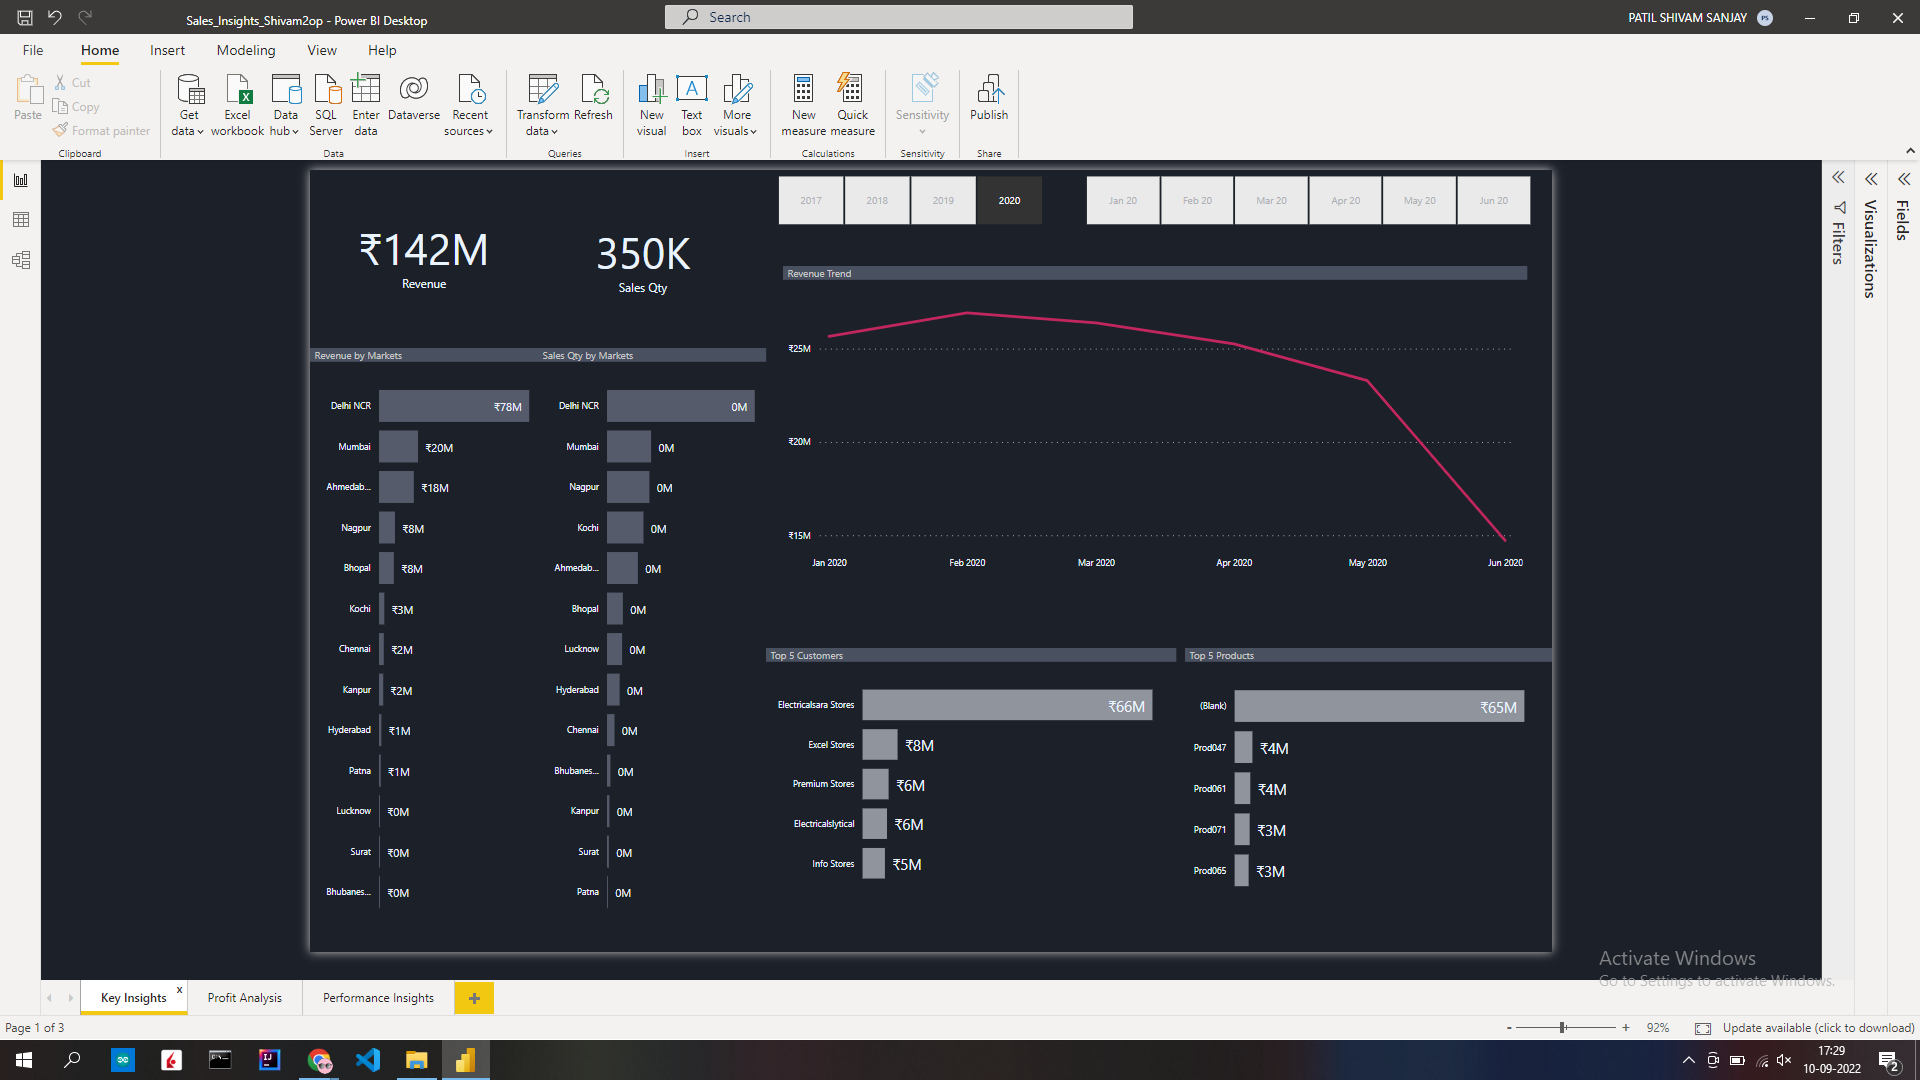 Sales_Insights_Shivam2op - Power BI Desktop
Search
PATIL SHIVAM SANJAY
PS
File
Home
Insert
Modeling
View
Help
Paste
Cut
Copy
Format painter
Clipboard
Get data
Excel workbook
Data hub
SQL Server
Enter data
Dataverse
Recent sources
Data
Transform data
Refresh
Queries
New visual
Text box
More visuals
Insert
New measure
Quick measure
Calculations
Sensitivity
Sensitivity
Publish
Share
Filters
Visualizations
Fields
2017
2018
2019
2020
Jan 20
Feb 20
Mar 20
Apr 20
May 20
Jun 20
₹142M
Revenue
350K
Sales Qty
Revenue Trend
₹25M
₹20M
₹15M
Jan 2020
Feb 2020
Mar 2020
Apr 2020
May 2020
Jun 2020
Revenue by Markets
Delhi NCR ₹78M
Mumbai ₹20M
Ahmedab... ₹18M
Nagpur ₹8M
Bhopal ₹8M
Kochi ₹3M
Chennai ₹2M
Kanpur ₹2M
Hyderabad ₹1M
Patna ₹1M
Lucknow ₹0M
Surat ₹0M
Bhubanes... ₹0M
Sales Qty by Markets
Delhi NCR 0M
Mumbai 0M
Nagpur 0M
Kochi 0M
Ahmedab... 0M
Bhopal 0M
Lucknow 0M
Hyderabad 0M
Chennai 0M
Bhubanes... 0M
Kanpur 0M
Surat 0M
Patna 0M
Top 5 Customers
Electricalsara Stores ₹66M
Excel Stores ₹8M
Premium Stores ₹6M
Electricalslytical ₹6M
Info Stores ₹5M
Top 5 Products
(Blank) ₹65M
Prod047 ₹4M
Prod061 ₹4M
Prod071 ₹3M
Prod065 ₹3M
Activate Windows
Go to Settings to activate Windows.
Key Insights
x
Profit Analysis
Performance Insights
+
Page 1 of 3
- + 92%
Update available (click to download)
IJ
17:29
10-09-2022
2